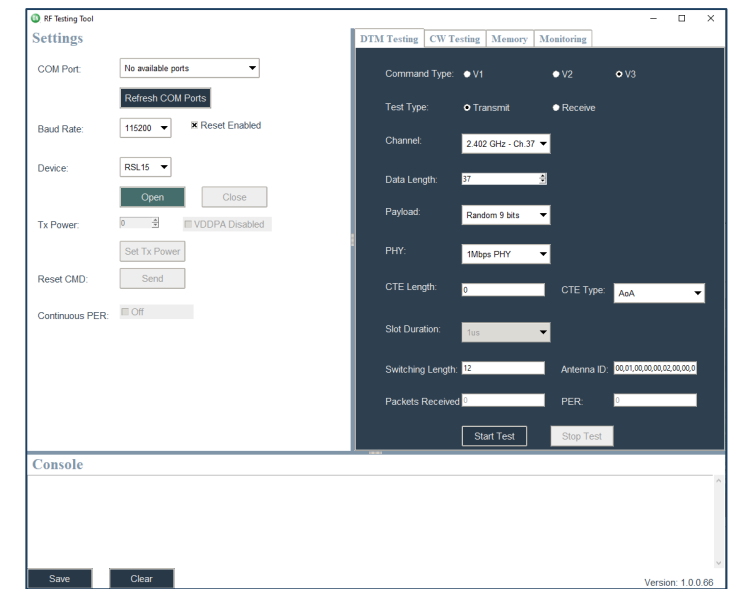 RF Testing Tool
Settings
COM Port: No available ports
Refresh COM Ports
Baud Rate: 115200 Reset Enabled
Device: RSL15
Open Close
Tx Power: 0 VDDPA Disabled
Set Tx Power
Reset CMD: Send
Continuous PER: Off
DTM Testing CW Testing Memory Monitoring
Command Type: V1 V2 V3
Test Type: Transmit Receive
Channel: 2.402 GHz - Ch.37
Data Length: 37
Payload: Random 9 bits
PHY: 1Mbps PHY
CTE Length: 0 CTE Type: AoA
Slot Duration: 1us
Switching Length: 12 Antenna ID: 00,01,00,00,00,02,00,00,0
Packets Received 0 PER: 0
Start Test Stop Test
Console
Save Clear
Version: 1.0.0.66